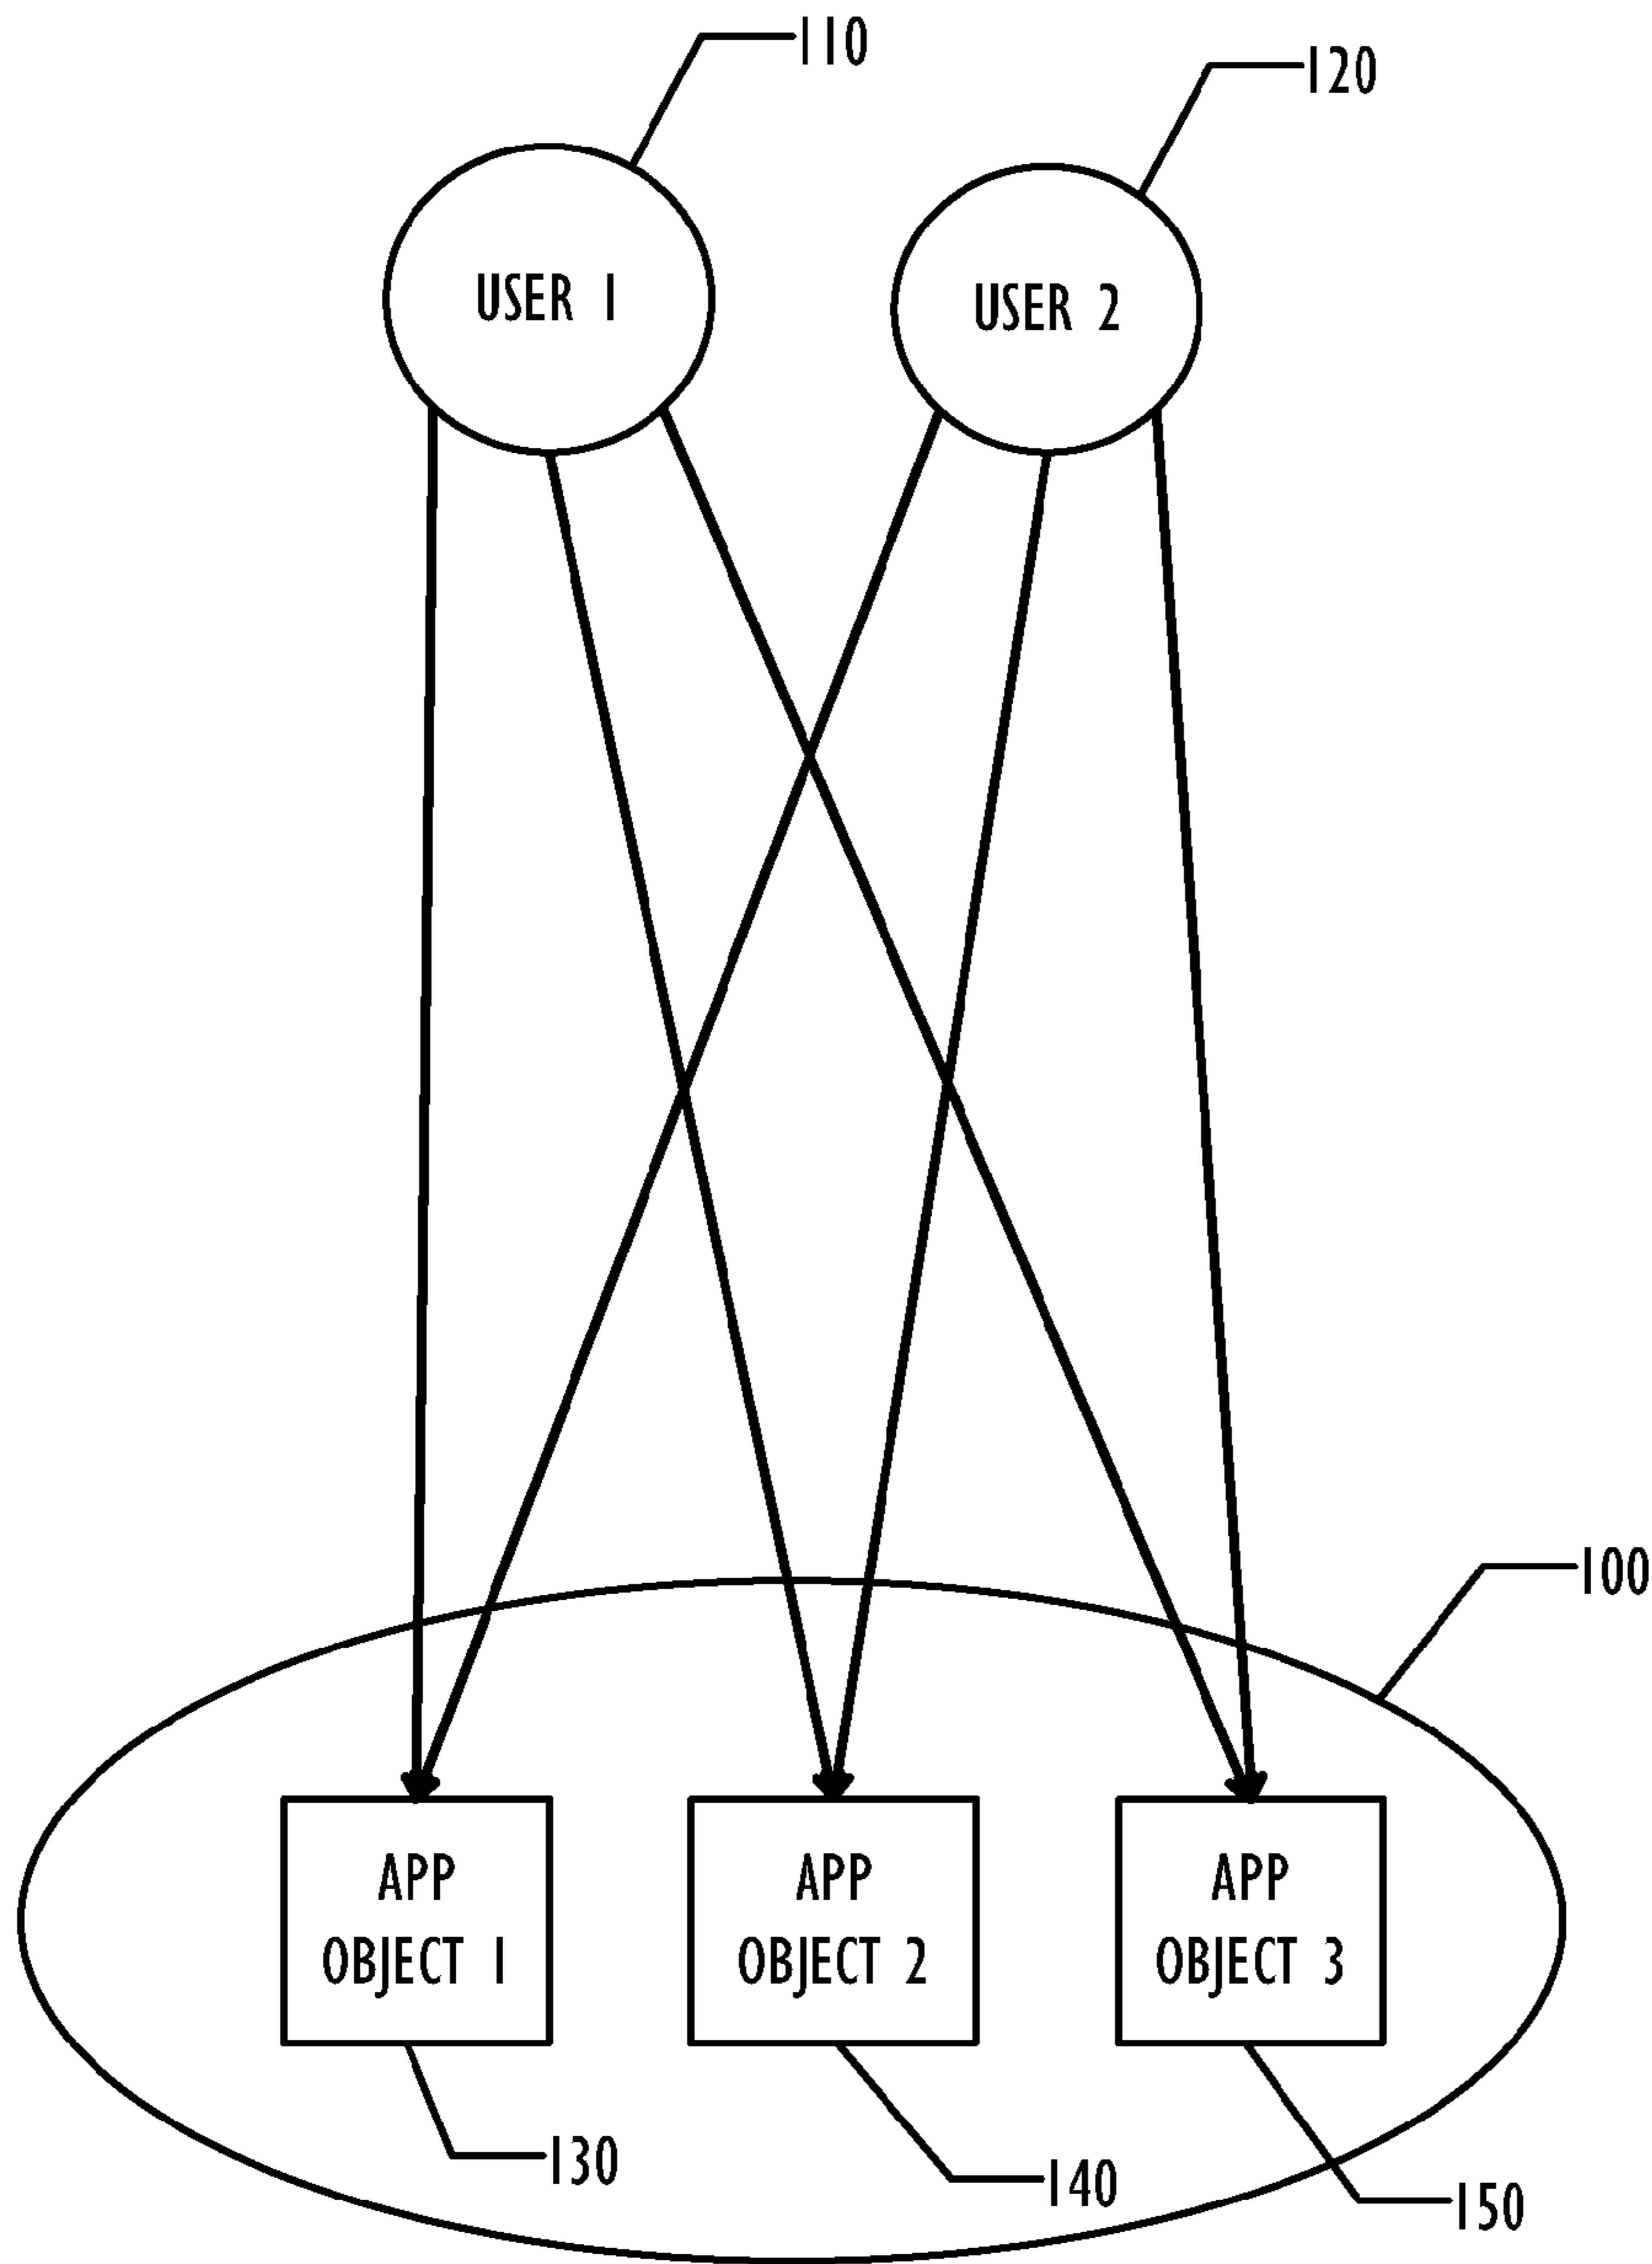 110
120
USER 1
USER 2
100
APP
OBJECT 1
APP
OBJECT 2
APP
OBJECT 3
130
140
150